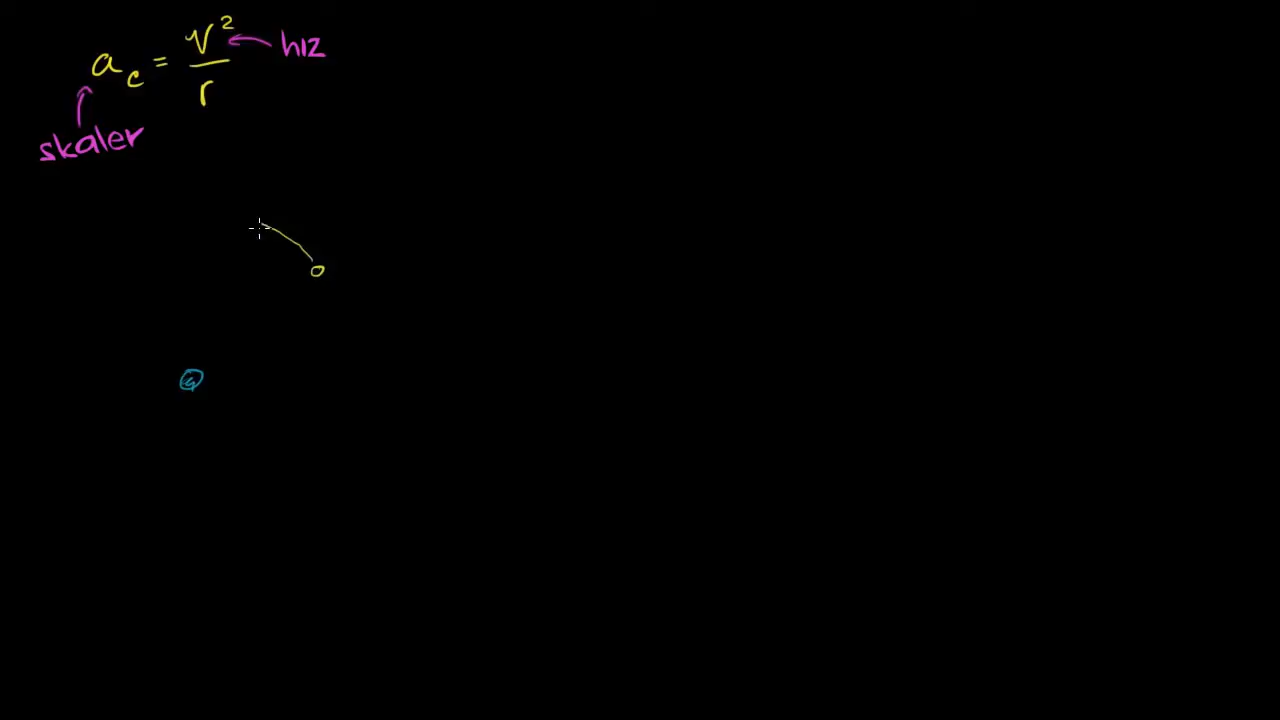 a_c = v²/r ← hız
skaler